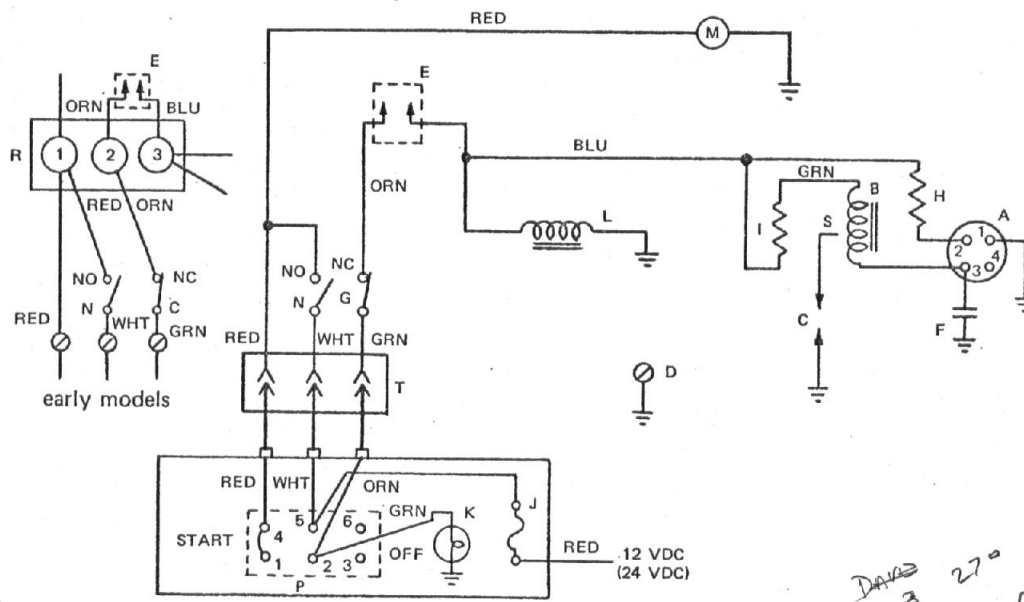 RED
M
E
E
ORN
BLU
R
1
2
3
BLU
ORN
GRN
RED
ORN
H
B
I
S
A
L
1
2
4
3
NO
NC
NO
NC
N
C
N
G
C
F
RED
WHT
GRN
RED
WHT
GRN
early models
T
D
RED
WHT
ORN
J
GRN
K
5
6
START
4
OFF
1
2
3
RED
12 VDC
(24 VDC)
P
27°